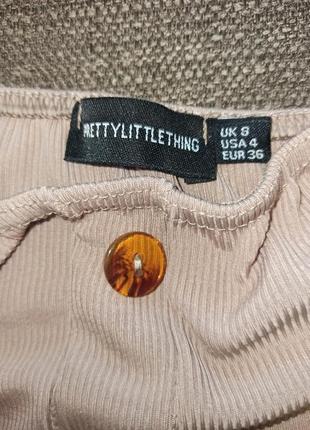 PRETTYLITTLETHING
UK 8
USA 4
EUR 36